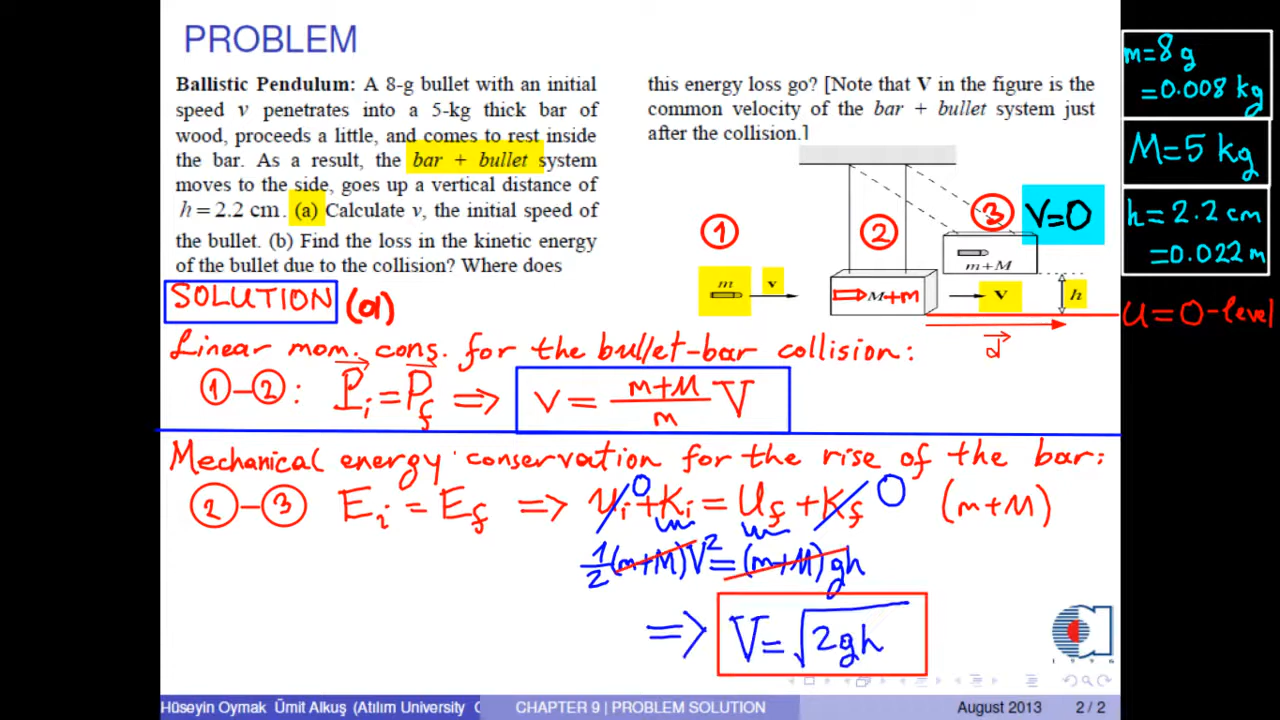 PROBLEM
Ballistic Pendulum: A 8-g bullet with an initial
speed v penetrates into a 5-kg thick bar of
wood, proceeds a little, and comes to rest inside
the bar. As a result, the bar + bullet system
moves to the side, goes up a vertical distance of
h = 2.2 cm. (a) Calculate v, the initial speed of
the bullet. (b) Find the loss in the kinetic energy
of the bullet due to the collision? Where does
this energy loss go? [Note that V in the figure is the
common velocity of the bar + bullet system just
after the collision.]
m = 8 g
= 0.008 kg
M = 5 kg
h = 2.2 cm
= 0.022 m
U = 0-level
1
2
3
V=0
m
v
M+m
V
m+M
h
d
SOLUTION (a)
Linear mom. cons. for the bullet-bar collision:
1-2: P_i = P_f ⇒ v = (m+M)/m V
Mechanical energy conservation for the rise of the bar:
2-3 E_i = E_f ⇒ U_i 0 + K_i = U_f + K_f 0 (m+M)
1/2 (m+M)V² = (m+M)gh
⇒ V = √2gh
1996
Hüseyin Oymak Ümit Alkuş (Atılım University
CHAPTER 9 | PROBLEM SOLUTION
August 2013 2 / 2